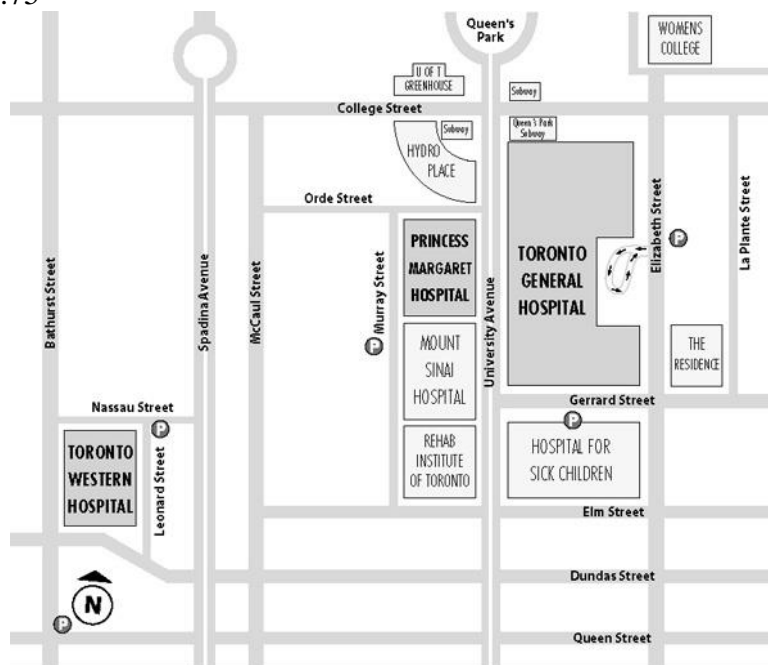 Queen's
Park
WOMENS
COLLEGE
U OF T
GREENHOUSE
Subway
College Street
Subway
Queen's Park
Subway
HYDRO
PLACE
Orde Street
PRINCESS
MARGARET
HOSPITAL
TORONTO
GENERAL
HOSPITAL
P
Elizabeth Street
La Plante Street
Bathurst Street
Spadina Avenue
McCaul Street
Murray Street
University Avenue
P
MOUNT
SINAI
HOSPITAL
THE
RESIDENCE
Nassau Street
Gerrard Street
P
P
TORONTO
WESTERN
HOSPITAL
Leonard Street
REHAB
INSTITUTE
OF TORONTO
HOSPITAL FOR
SICK CHILDREN
Elm Street
Dundas Street
N
P
Queen Street